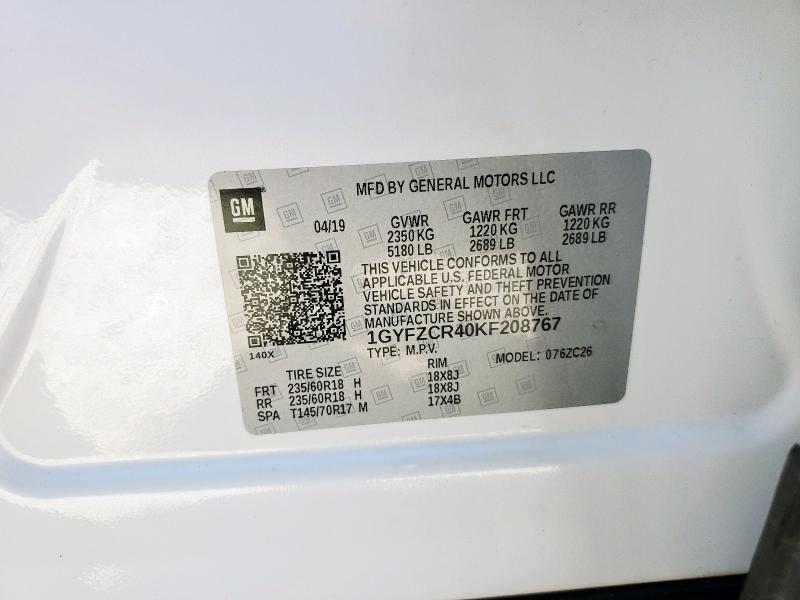 GM
MFD BY GENERAL MOTORS LLC
04/19
GVWR GAWR FRT GAWR RR
2350 KG 1220 KG 1220 KG
5180 LB 2689 LB 2689 LB
THIS VEHICLE CONFORMS TO ALL
APPLICABLE U.S. FEDERAL MOTOR
VEHICLE SAFETY AND THEFT PREVENTION
STANDARDS IN EFFECT ON THE DATE OF
MANUFACTURE SHOWN ABOVE.
1GYFZCR40KF208767
140X
TYPE: M.P.V. MODEL: 076ZC26
TIRE SIZE RIM
FRT 235/60R18 H 18X8J
RR 235/60R18 H 18X8J
SPA T145/70R17 M 17X4B